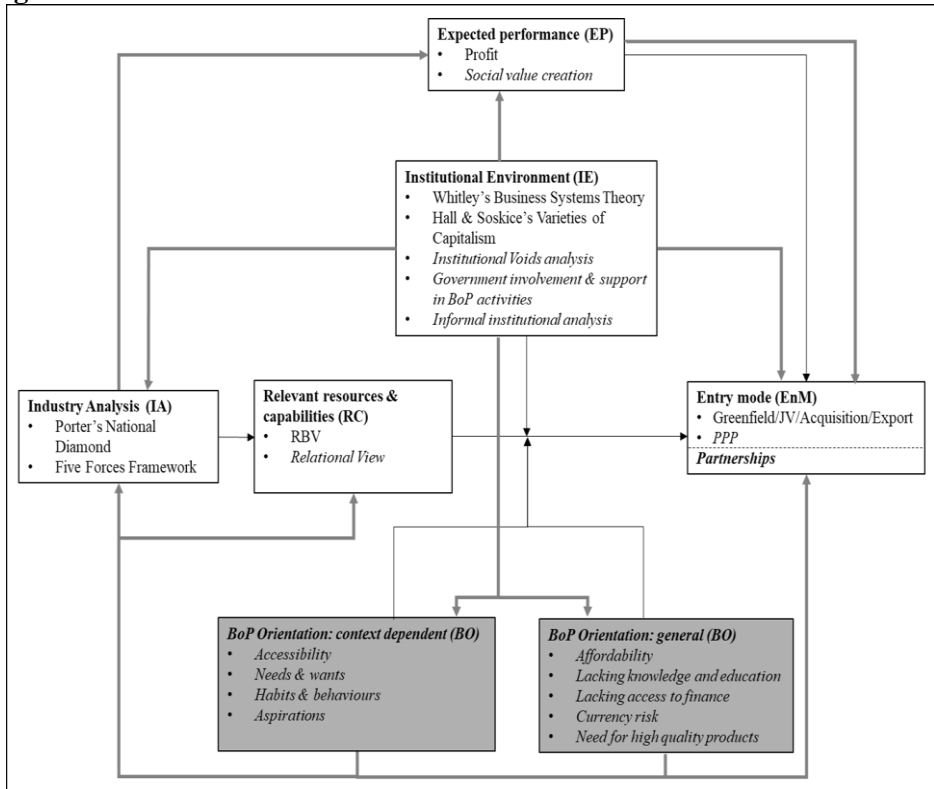 Expected performance (EP)
• Profit
• Social value creation
Institutional Environment (IE)
• Whitley's Business Systems Theory
• Hall & Soskice's Varieties of
Capitalism
• Institutional Voids analysis
• Government involvement & support
in BoP activities
• Informal institutional analysis
Industry Analysis (IA)
• Porter's National
Diamond
• Five Forces Framework
Relevant resources &
capabilities (RC)
• RBV
• Relational View
Entry mode (EnM)
• Greenfield/JV/Acquisition/Export
• PPP
Partnerships
BoP Orientation: context dependent (BO)
• Accessibility
• Needs & wants
• Habits & behaviours
• Aspirations
BoP Orientation: general (BO)
• Affordability
• Lacking knowledge and education
• Lacking access to finance
• Currency risk
• Need for high quality products